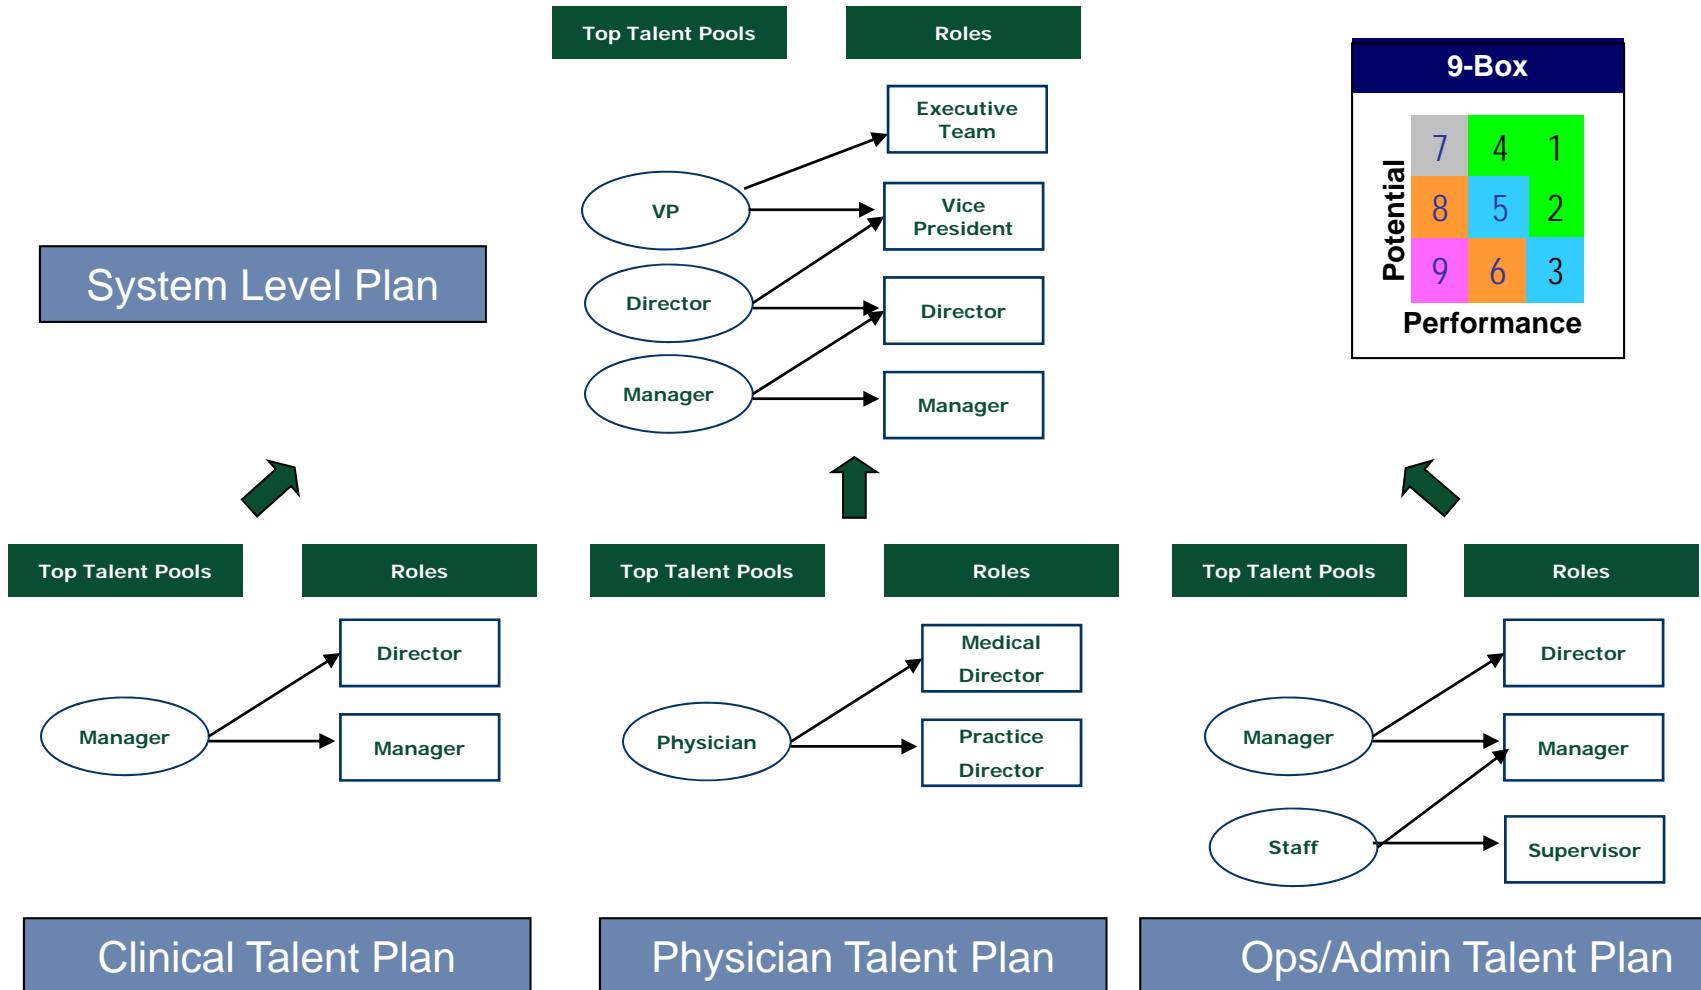 Top Talent Pools
Roles
Executive
Team
VP
Vice
President
Director
Director
Manager
Manager
System Level Plan
9-Box
Potential
7 4 1
8 5 2
9 6 3
Performance
Top Talent Pools
Roles
Director
Manager
Manager
Clinical Talent Plan
Top Talent Pools
Roles
Medical
Director
Physician
Practice
Director
Physician Talent Plan
Top Talent Pools
Roles
Director
Manager
Manager
Staff
Supervisor
Ops/Admin Talent Plan